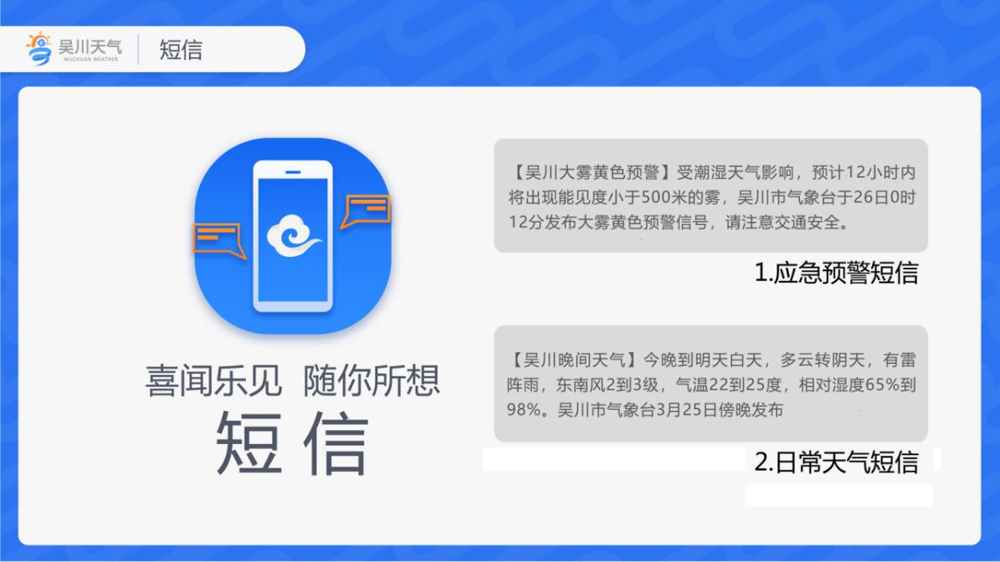 吴川天气
WUCHUAN WEATHER
短信
【吴川大雾黄色预警】受潮湿天气影响，预计12小时内
将出现能见度小于500米的雾，吴川市气象台于26日0时
12分发布大雾黄色预警信号，请注意交通安全。
1.应急预警短信
喜闻乐见 随你所想
短信
【吴川晚间天气】今晚到明天白天，多云转阴天，有雷
阵雨，东南风2到3级，气温22到25度，相对湿度65%到
98%。吴川市气象台3月25日傍晚发布
2.日常天气短信